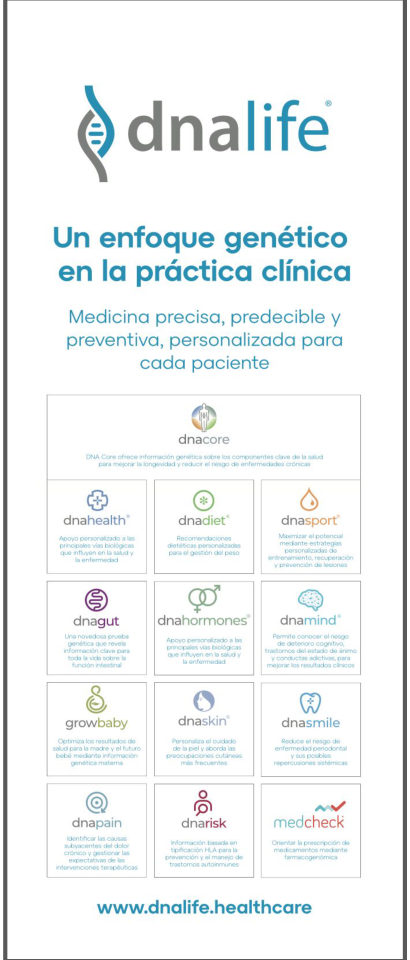 dnalife®
Un enfoque genético
en la práctica clínica
Medicina precisa, predecible y
preventiva, personalizada para
cada paciente
dnacore
DNA Core ofrece información genética sobre los componentes clave de la salud
para mejorar la longevidad y reducir el riesgo de enfermedades crónicas
dnahealth®
Apoyo personalizado a las
principales vías biológicas
que influyen en la salud y
la enfermedad
dnadiet®
Recomendaciones
dietéticas personalizadas
para el gestión del peso
dnasport®
Maximizar el potencial
mediante estrategias
personalizadas de
entrenamiento, recuperación
y prevención de lesiones
dnagut
Una novedosa prueba
genética que revela
información clave para
toda la vida sobre la
función intestinal
dnahormones®
Apoyo personalizado a las
principales vías biológicas
que influyen en la salud y
la enfermedad
dnamind®
Permite conocer el riesgo
de deterioro cognitivo,
trastornos del estado de ánimo
y conductas adictivas, para
mejorar los resultados clínicos
growbaby
Optimiza los resultados de
salud para la madre y el futuro
bebé mediante información
genética materna
dnaskin®
Personaliza el cuidado
de la piel y aborda las
preocupaciones cutáneas
más frecuentes
dnasmile
Reduce el riesgo de
enfermedad periodontal
y sus posibles
repercusiones sistémicas
dnapain
Identificar las causas
subyacentes del dolor
crónico y gestionar las
expectativas de las
intervenciones terapéuticas
dnarisk
Información basada en
tipificación HLA para la
prevención y el manejo de
trastornos autoinmunes
medcheck
Orientar la prescripción de
medicamentos mediante
farmacogenómica
www.dnalife.healthcare